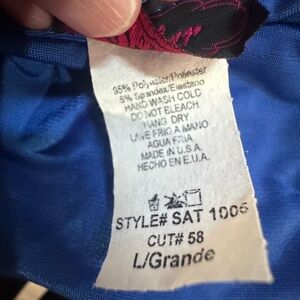 95% Polyester/Poliester
5% Spandex/Elastano
HAND WASH COLD
DO NOT BLEACH
HANG DRY
LAVE FRIO A MANO
AGUA FRIA
MADE IN U.S.A.
HECHO EN E.U.A.
STYLE# SAT 1006
CUT# 58
L/Grande